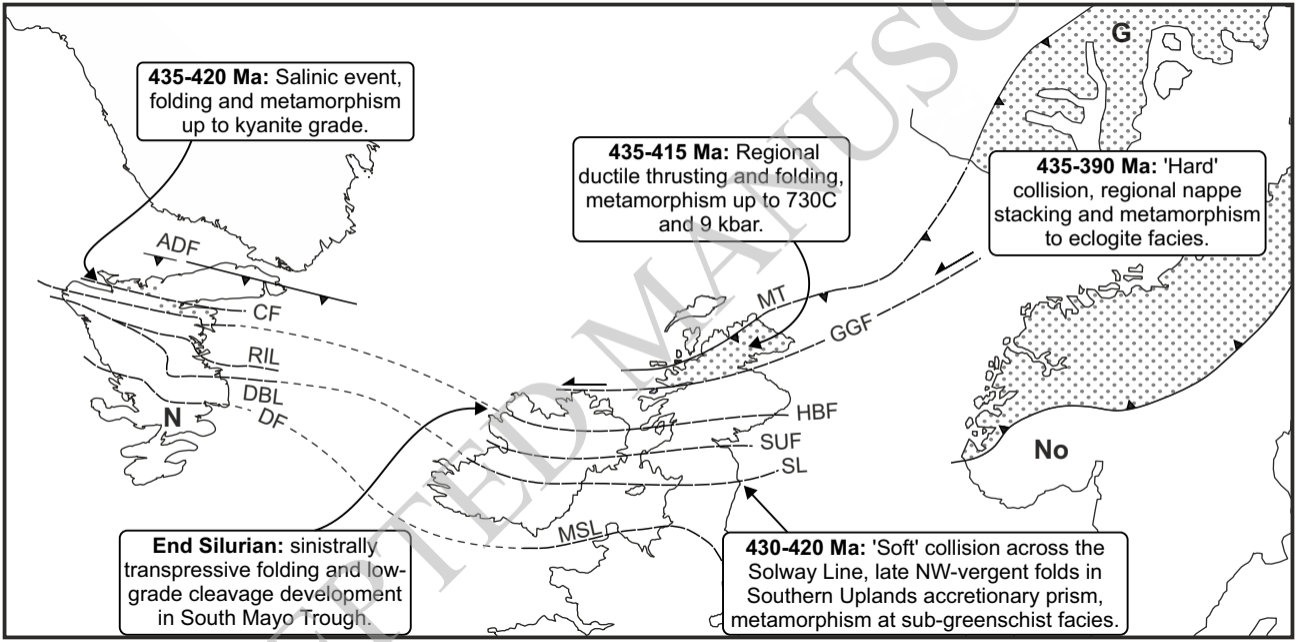 G
435-420 Ma: Salinic event,
folding and metamorphism
up to kyanite grade.
435-415 Ma: Regional
ductile thrusting and folding,
metamorphism up to 730C
and 9 kbar.
435-390 Ma: 'Hard'
collision, regional nappe
stacking and metamorphism
to eclogite facies.
ADF
CF
RIL
DBL
DF
N
MT
GGF
HBF
SUF
SL
MSL
No
End Silurian: sinistrally
transpressive folding and low-
grade cleavage development
in South Mayo Trough.
430-420 Ma: 'Soft' collision across the
Solway Line, late NW-vergent folds in
Southern Uplands accretionary prism,
metamorphism at sub-greenschist facies.
PTED MANUSC